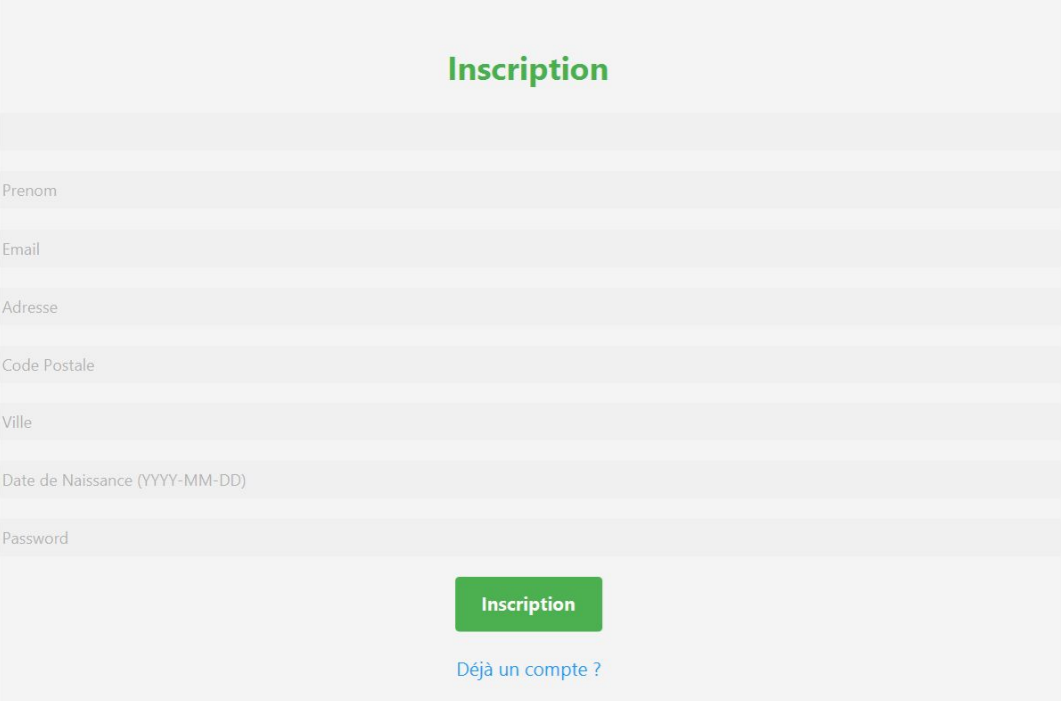 Inscription
Prenom
Email
Adresse
Code Postale
Ville
Date de Naissance (YYYY-MM-DD)
Password
Inscription
Déjà un compte ?